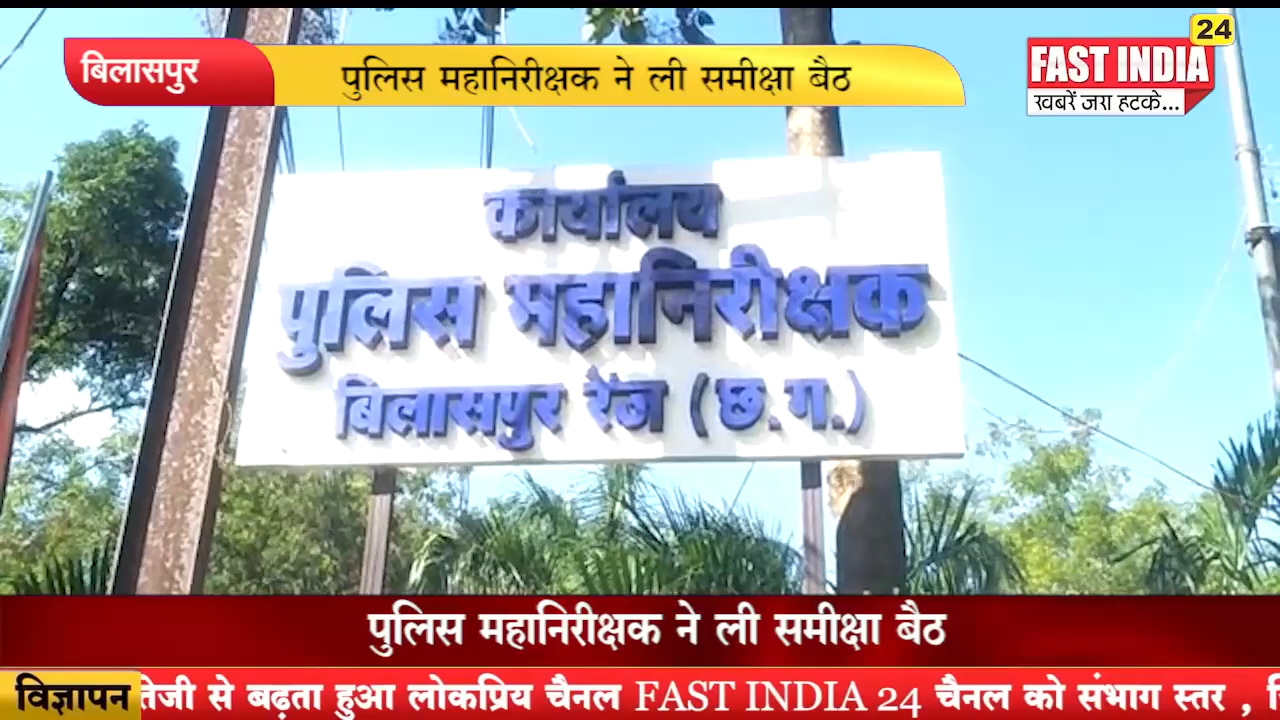 बिलासपुर
पुलिस महानिरीक्षक ने ली समीक्षा बैठ
24
FAST INDIA
खबरें जरा हटके...
कार्यालय
पुलिस महानिरीक्षक
बिलासपुर रेंज (छ.ग.)
पुलिस महानिरीक्षक ने ली समीक्षा बैठ
विज्ञापन
तेजी से बढ़ता हुआ लोकप्रिय चैनल FAST INDIA 24 चैनल को संभाग स्तर ,